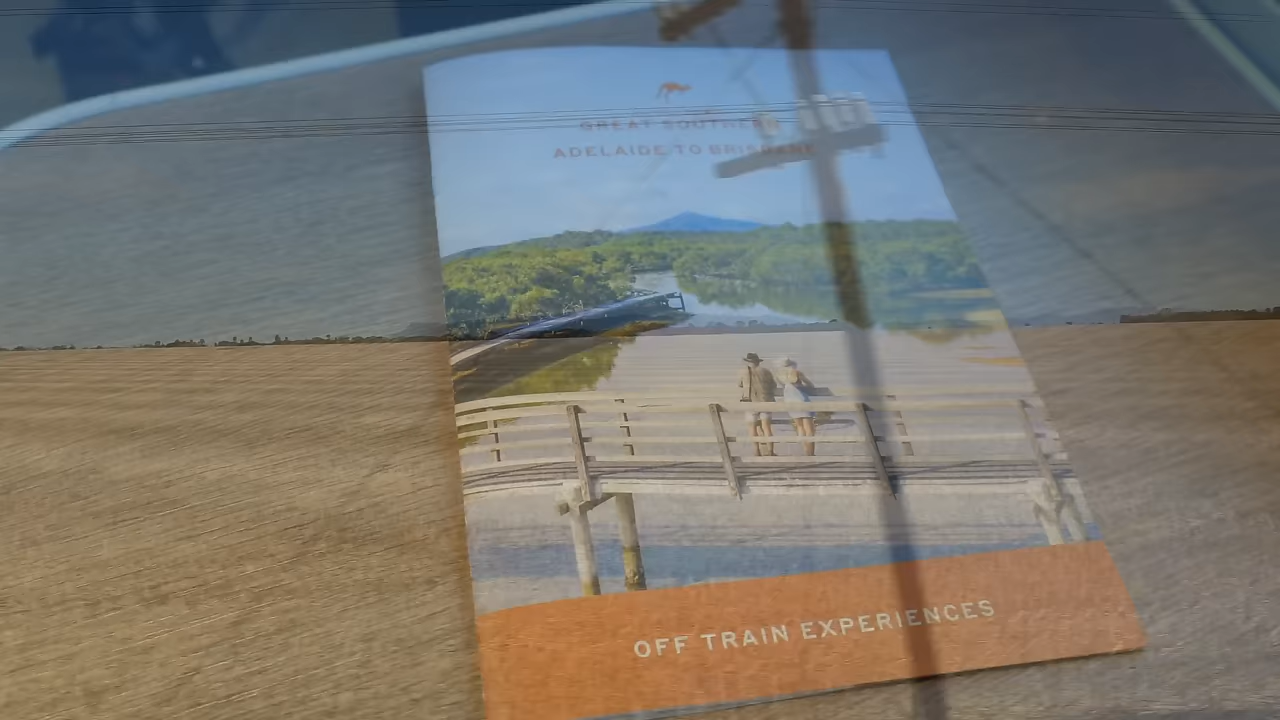 GREAT SOUTHERN
ADELAIDE TO BRISBANE
OFF TRAIN EXPERIENCES